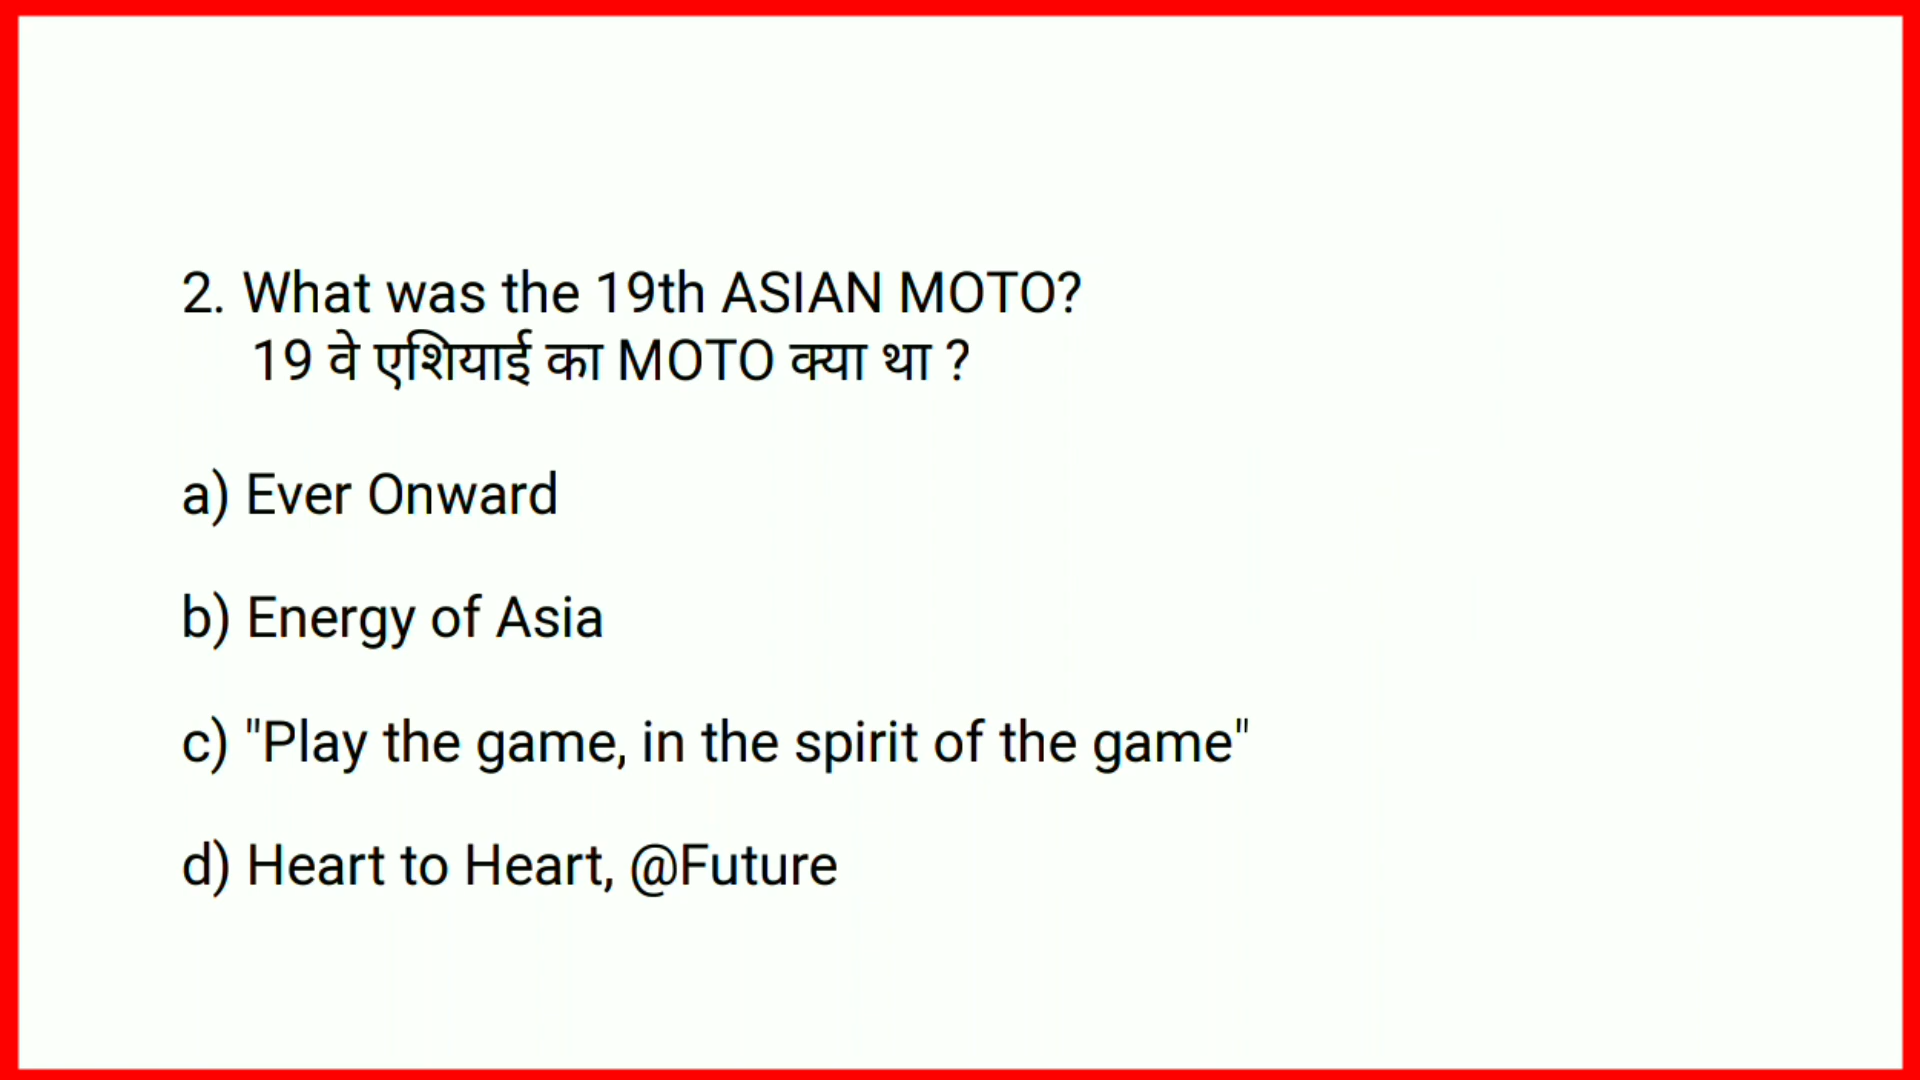 2. What was the 19th ASIAN MOTO?
19 वे एशियाई का MOTO क्या था ?
a) Ever Onward
b) Energy of Asia
c) "Play the game, in the spirit of the game"
d) Heart to Heart, @Future